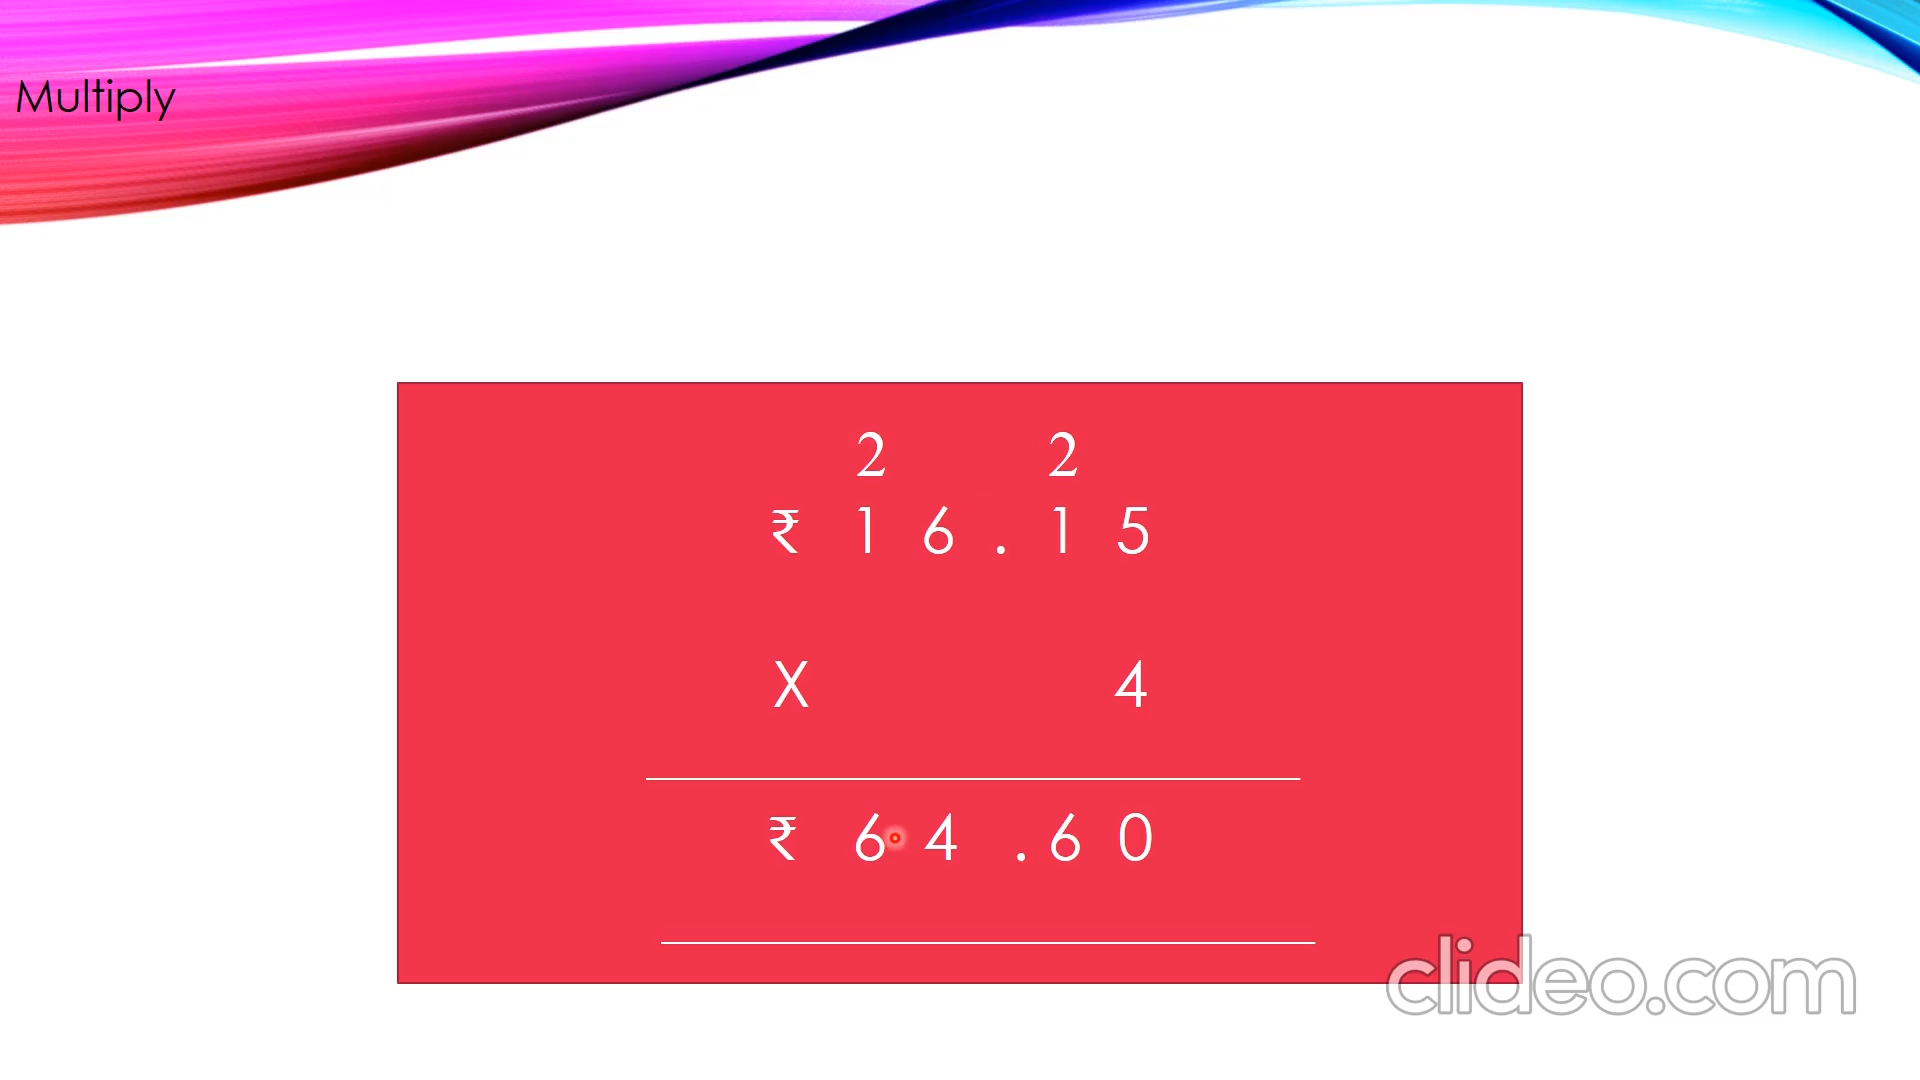 Multiply
2 2
₹ 1 6 . 1 5
X 4
₹ 6 4 . 6 0
clideo.com